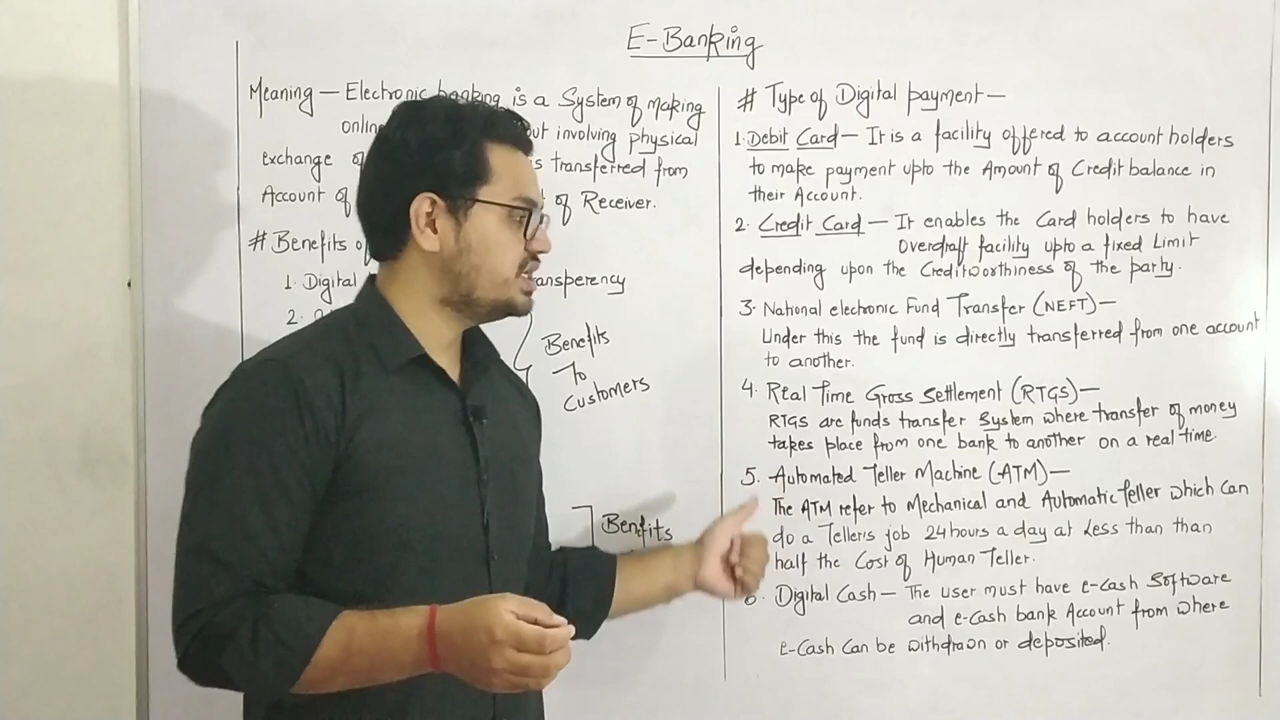 E-Banking
Meaning — Electronic banking is a System of Making
online out involving physical
exchange of is transferred from
Account of of Receiver.
# Benefits of
1. Digital ansperency
2.
Benefits
To
Customers
Benefits
# Type of Digital payment —
1. Debit Card — It is a facility offered to account holders
to make payment upto the Amount of Credit balance in
their Account.
2. Credit Card — It enables the Card holders to have
Overdraff facility upto a fixed Limit
depending upon the Creditworthiness of the party.
3. National electronic Fund Transfer (NEFT) —
Under this the fund is directly transferred from one account
to another.
4. Real Time Gross Settlement (RTGS) —
RTGS are funds transfer System where transfer of money
takes place from one bank to another on a real time.
5. Automated Teller Machine (ATM) —
The ATM refer to Mechanical and Automatic Teller which Can
do a Teller's job 24 hours a day at Less than than
half the Cost of Human Teller.
6. Digital Cash — The user must have e-Cash Software
and e-Cash bank Account from where
e-Cash Can be withdrawn or deposited.